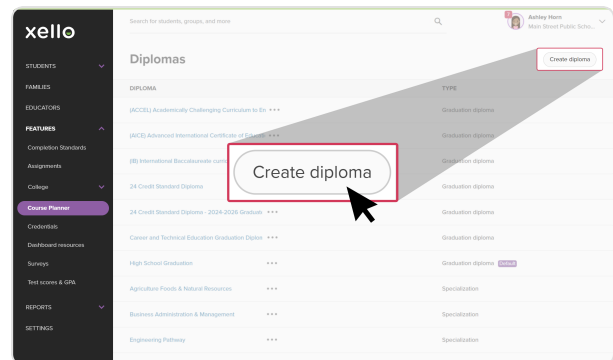 xello
Search for students, groups, and more
7
Ashley Horn
Main Street Public Scho...
STUDENTS
FAMILIES
EDUCATORS
FEATURES
Completion Standards
Assignments
College
Course Planner
Credentials
Dashboard resources
Surveys
Test scores & GPA
REPORTS
SETTINGS
Diplomas
Create diploma
DIPLOMA TYPE
(ACCEL) Academically Challenging Curriculum to En ••• Graduation diploma
(AICE) Advanced International Certificate of Educati ••• Graduation diploma
(IB) International Baccalaureate Graduation diploma
Create diploma
24 Credit Standard Diploma Graduation diploma
24 Credit Standard Diploma - 2024-2026 Graduate ••• Graduation diploma
Career and Technical Education Graduation Diplom ••• Graduation diploma
High School Graduation ••• Graduation diploma Default
Agriculture Foods & Natural Resources ••• Specialization
Business Administration & Management ••• Specialization
Engineering Pathway ••• Specialization